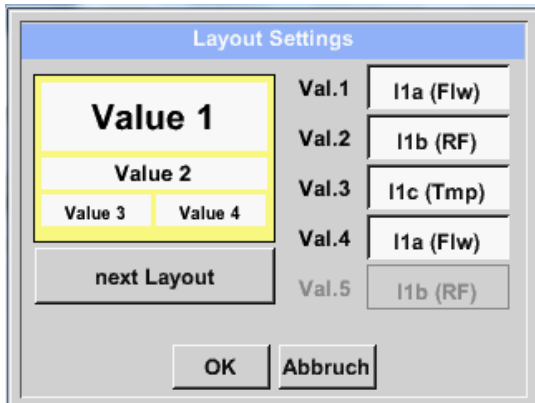 Layout Settings
Value 1
Value 2
Value 3 Value 4
next Layout
Val.1 I1a (Flw)
Val.2 I1b (RF)
Val.3 I1c (Tmp)
Val.4 I1a (Flw)
Val.5 I1b (RF)
OK Abbruch